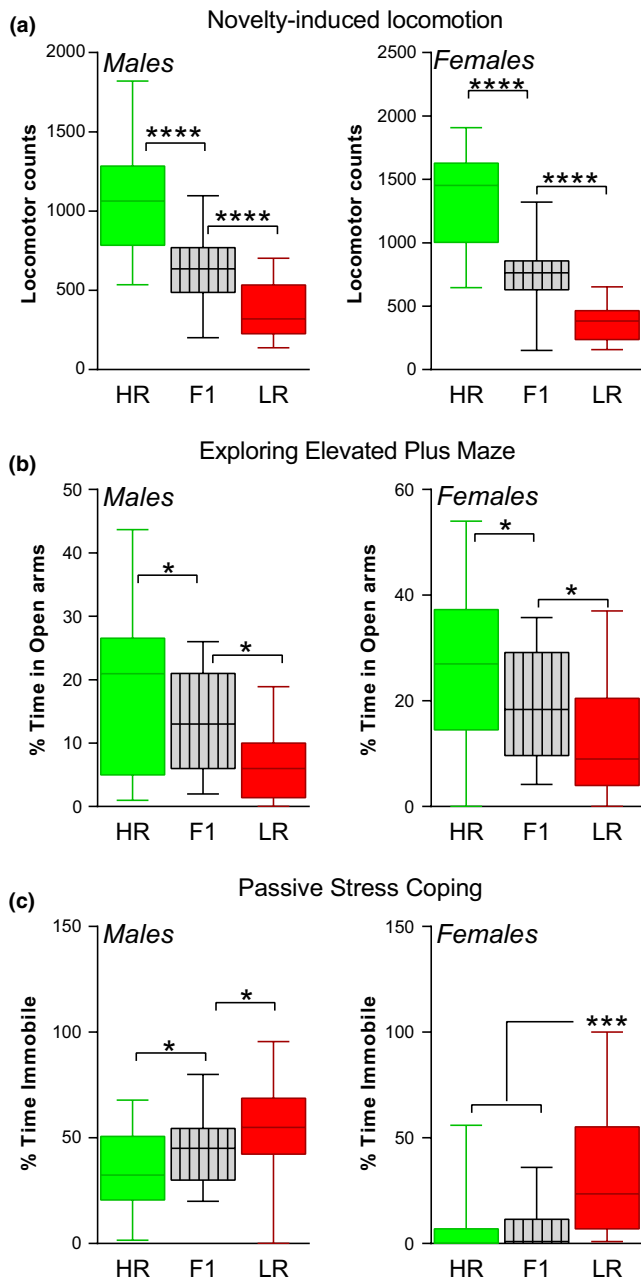 (a) Novelty-induced locomotion
Males
Females
Locomotor counts
2000
1500
1000
500
0
****
****
HR F1 LR
Locomotor counts
2500
2000
1500
1000
500
0
****
****
HR F1 LR
(b) Exploring Elevated Plus Maze
Males
Females
% Time in Open arms
50
40
30
20
10
0
*
*
HR F1 LR
% Time in Open arms
60
40
20
0
*
*
HR F1 LR
(c) Passive Stress Coping
Males
Females
% Time Immobile
150
100
50
0
*
*
HR F1 LR
% Time Immobile
150
100
50
0
***
HR F1 LR